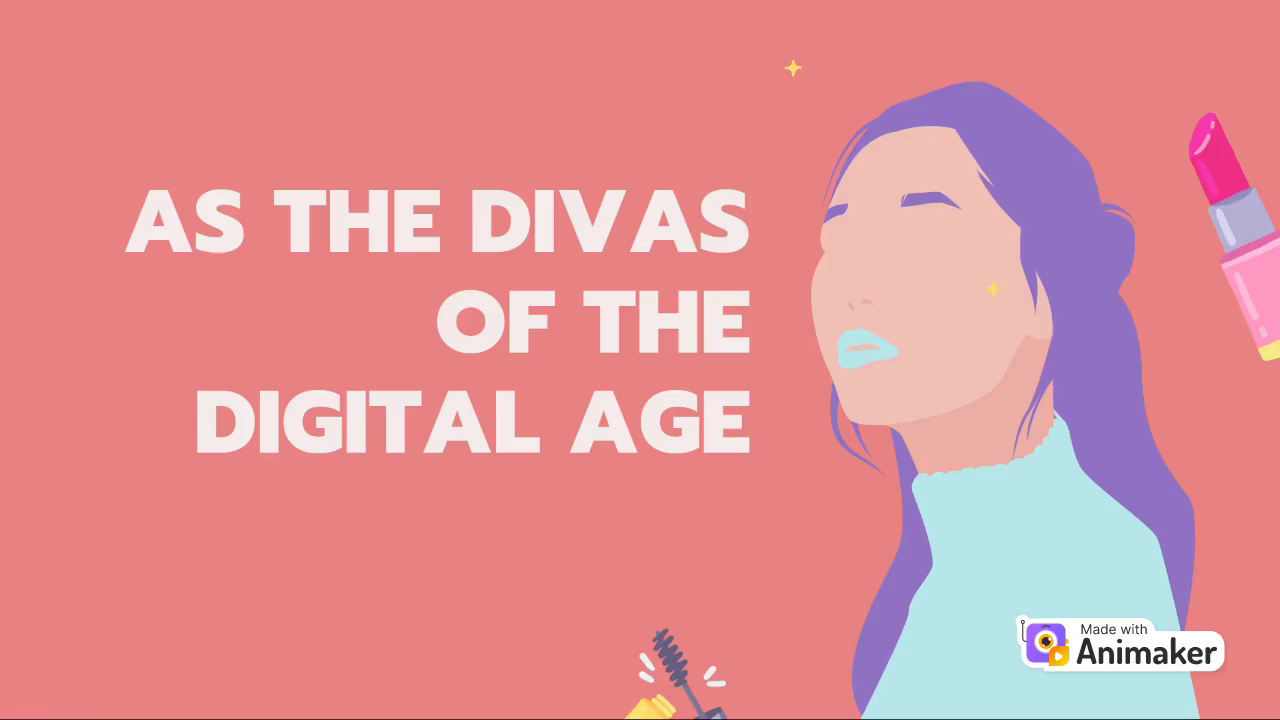 AS THE DIVAS
OF THE
DIGITAL AGE
Made with
Animaker